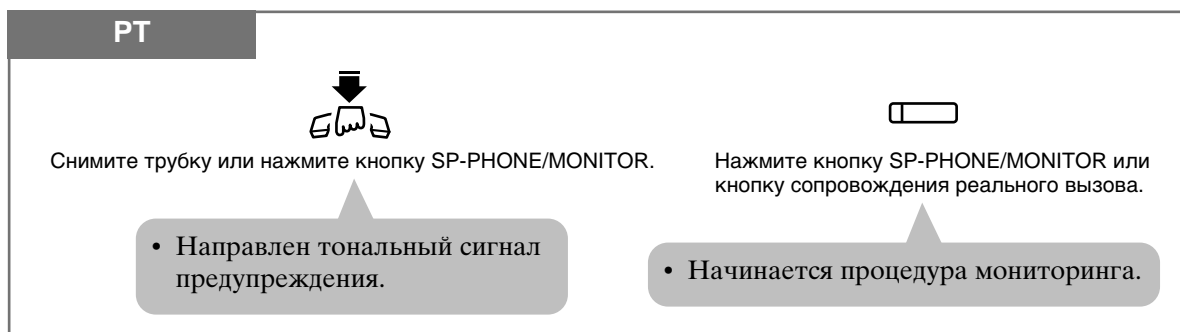 РТ
Снимите трубку или нажмите кнопку SP-PHONE/MONITOR.
Нажмите кнопку SP-PHONE/MONITOR или
кнопку сопровождения реального вызова.
• Направлен тональный сигнал
предупреждения.
• Начинается процедура мониторинга.